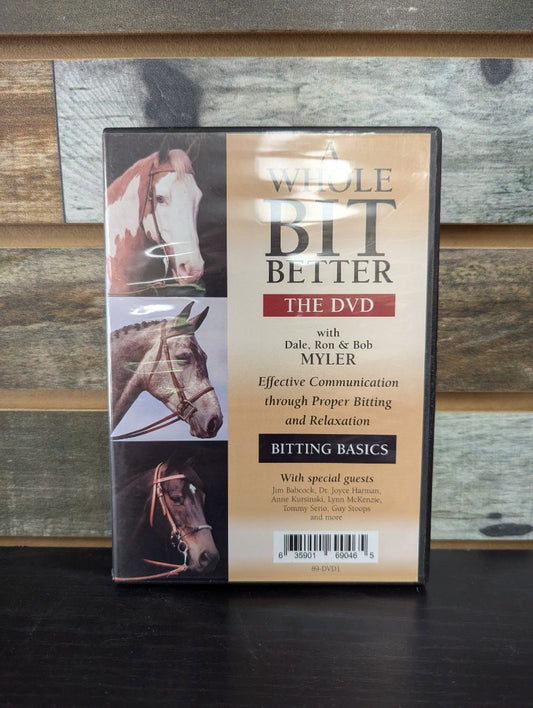 A
WHOLE
BIT
BETTER
THE DVD
with
Dale, Ron & Bob
MYLER
Effective Communication
through Proper Bitting
and Relaxation
BITTING BASICS
With special guests
Jim Babcock, Dr. Joyce Harman,
Anne Kursinski, Lynn McKenzie,
Tommy Serio, Guy Stoops
and more
6 35901 69046 5
89-DVD1